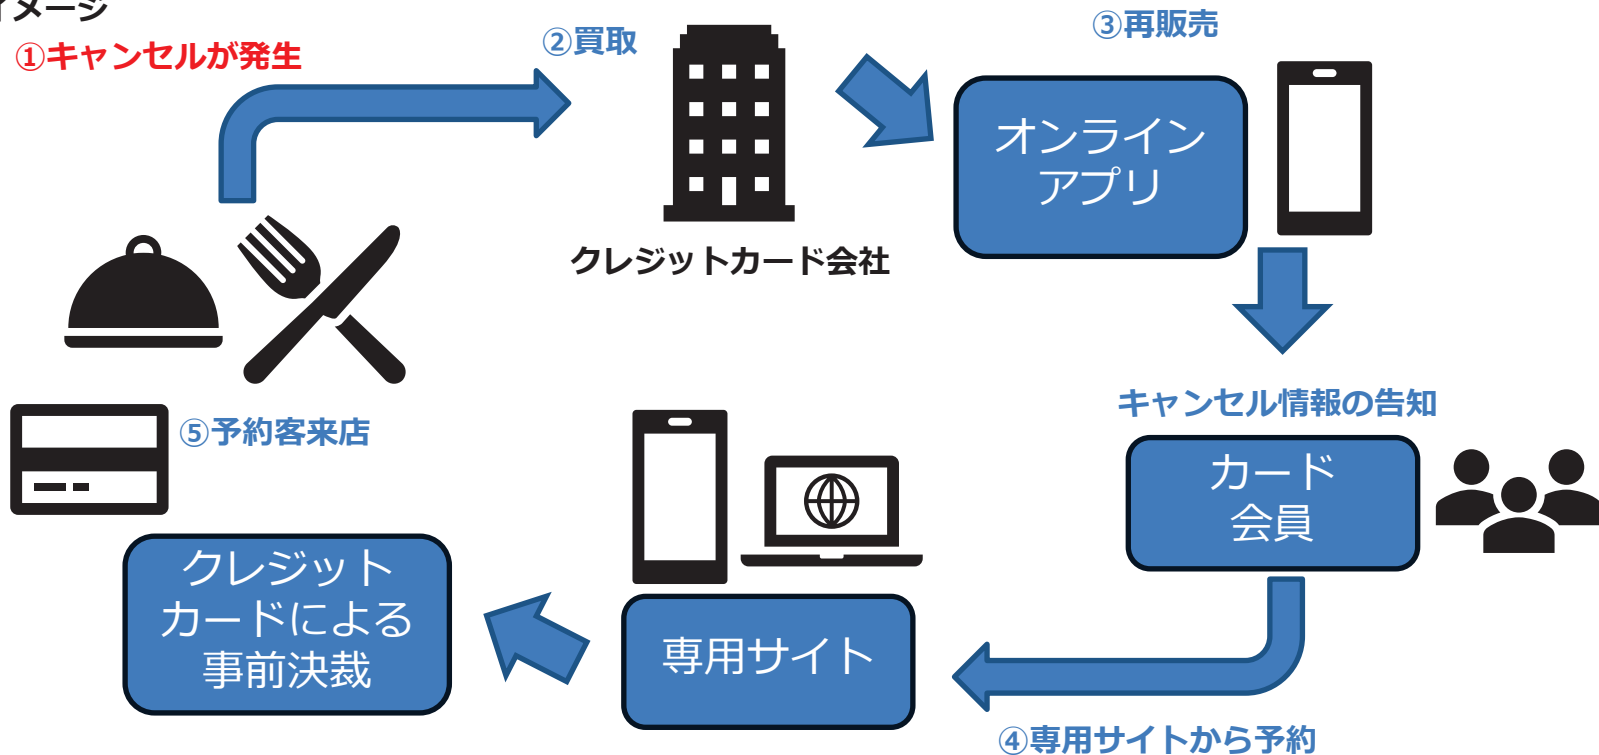 イメージ
①キャンセルが発生
②買取
③再販売
クレジットカード会社
オンライン
アプリ
キャンセル情報の告知
カード
会員
④専用サイトから予約
専用サイト
クレジット
カードによる
事前決裁
⑤予約客来店